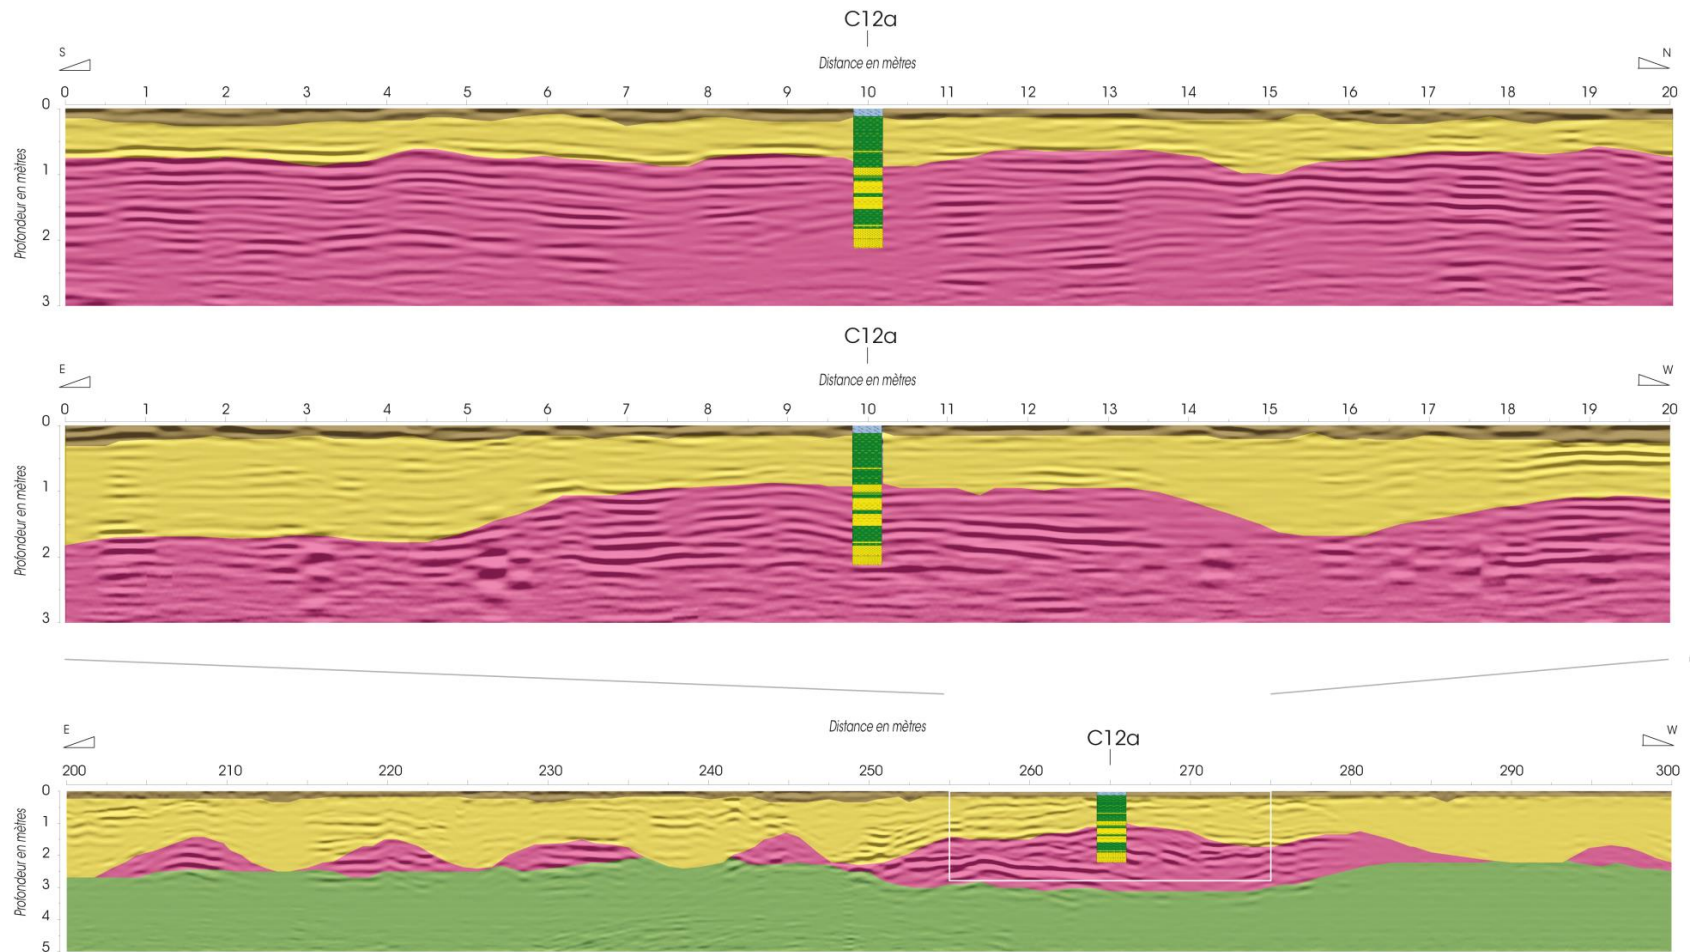 C12a
S
Distance en mètres
N
0 1 2 3 4 5 6 7 8 9 10 11 12 13 14 15 16 17 18 19 20
Profondeur en mètres
0
1
2
3
C12a
E
Distance en mètres
W
0 1 2 3 4 5 6 7 8 9 10 11 12 13 14 15 16 17 18 19 20
Profondeur en mètres
0
1
2
3
E
Distance en mètres
C12a
W
200 210 220 230 240 250 260 270 280 290 300
Profondeur en mètres
0
1
2
3
4
5